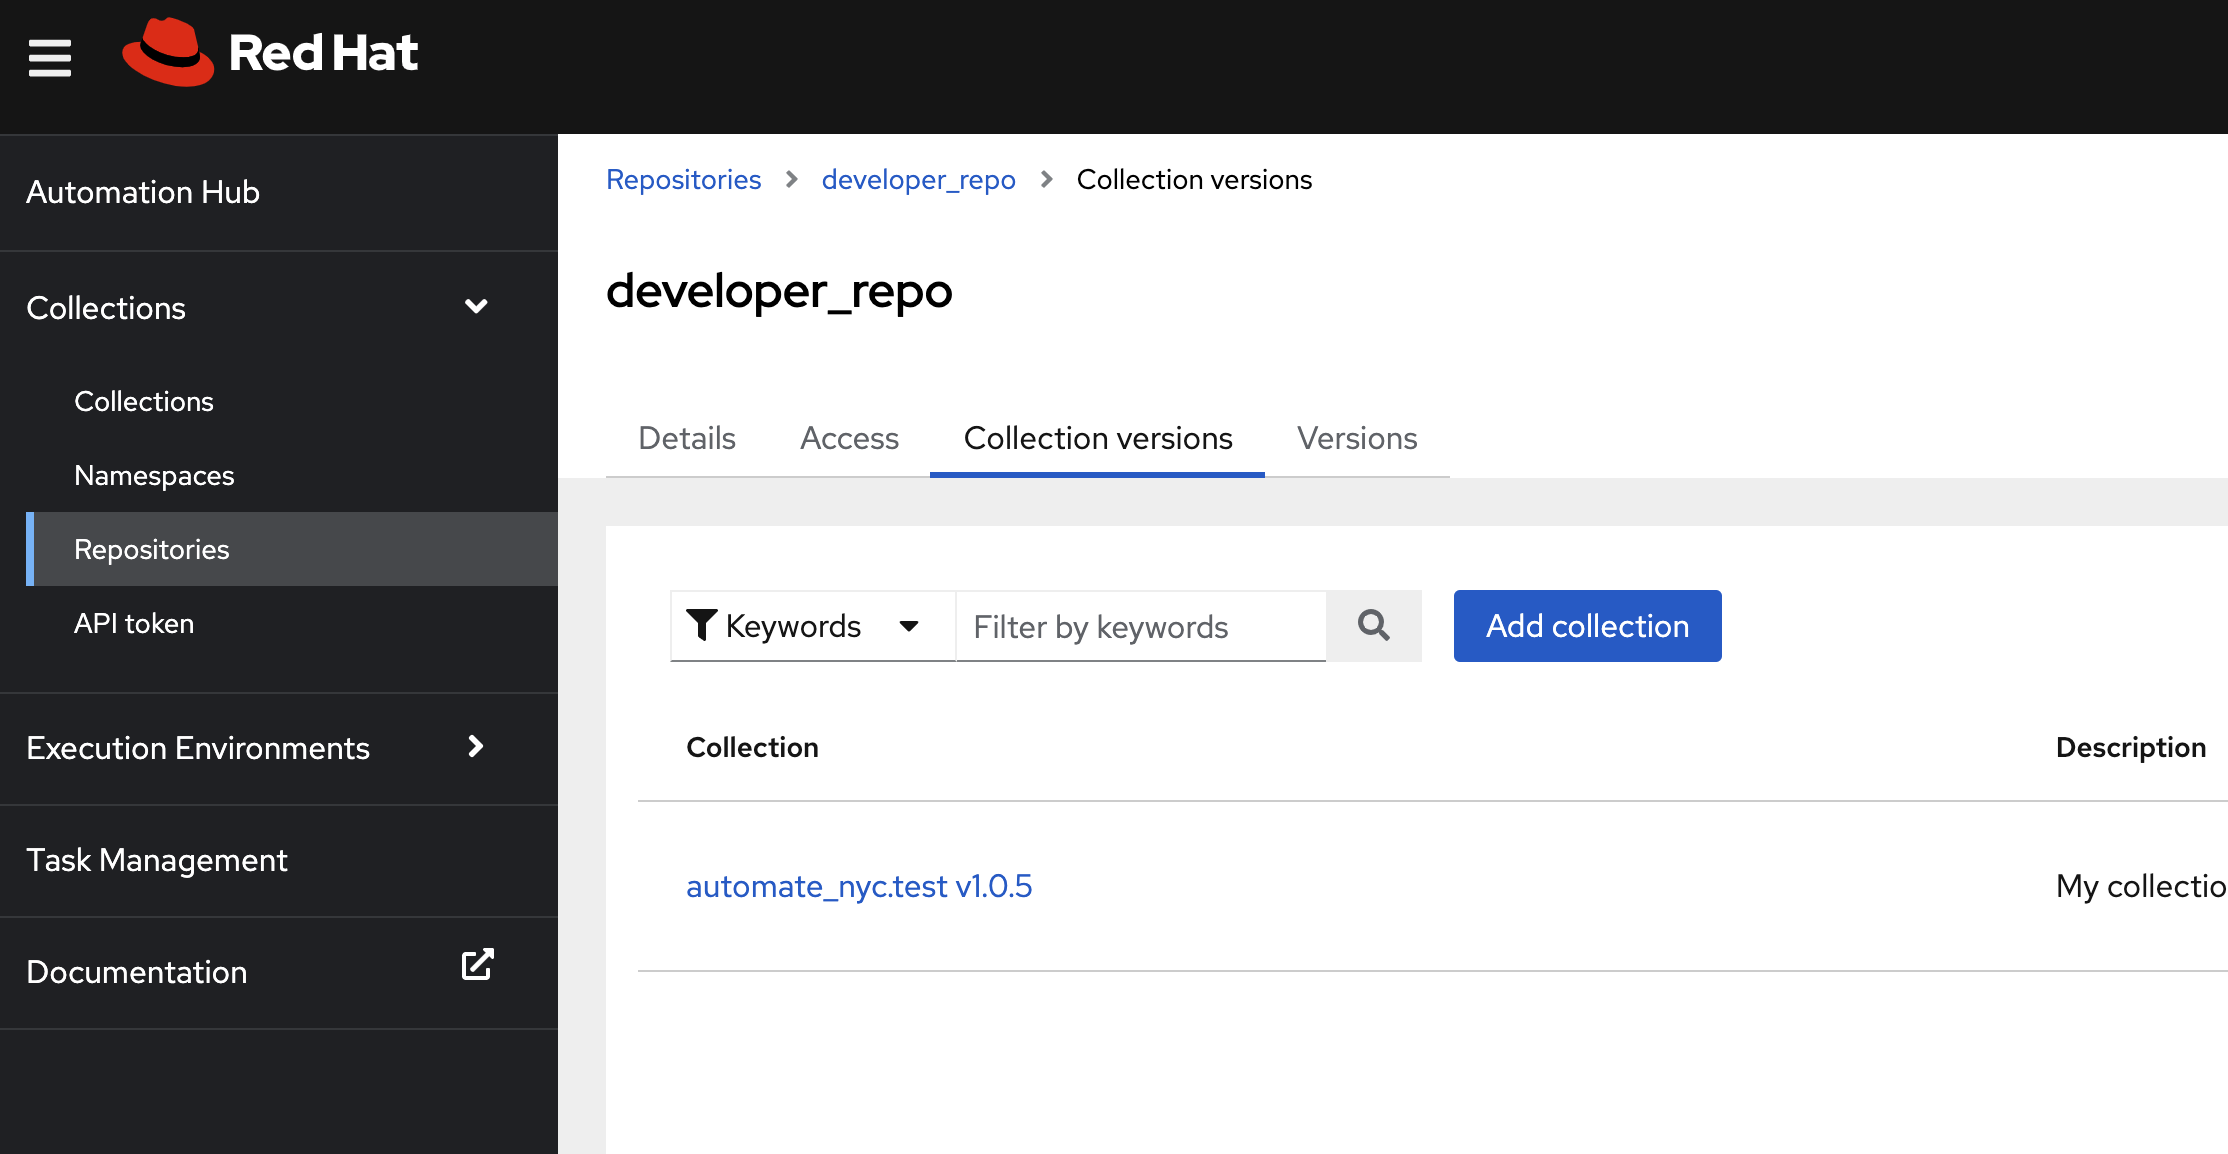 Red Hat
Automation Hub
Collections
Collections
Namespaces
Repositories
API token
Execution Environments
Task Management
Documentation
Repositories > developer_repo > Collection versions
developer_repo
Details Access Collection versions Versions
Keywords Filter by keywords Add collection
Collection Description
automate_nyc.test v1.0.5 My collectio